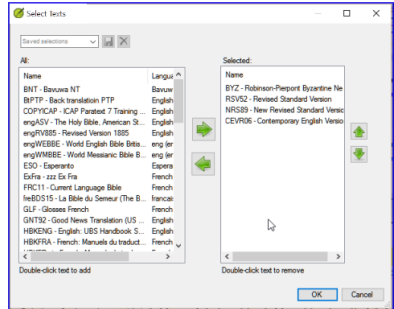 Select Texts
Saved selections
All:
Name Langua
BNT - Bavuwa NT Bavuw
BtPTP - Back translatioin PTP English
COPYICAP - ICAP Paratext 7 Training ... English
engASV - The Holy Bible, American St... English
engRV885 - Revised Version 1885 English
engWEBBE - World English Bible Britis... eng (er
engWMBBE - World Messianic Bible B... eng (er
ESO - Esperanto Espera
ExFra - zzz Ex Fra French
FRC11 - Current Language Bible French
freBDS15 - La Bible du Semeur (The B... francais
GLF - Glosses French French
GNT92 - Good News Translation (US ... English
HBKENG - English: UBS Handbook S... English
HBKFRA - French: Manuels du traduct... French
Double-click text to add
Selected:
Name
BYZ - Robinson-Pierpont Byzantine Ne
RSV52 - Revised Standard Version
NRS89 - New Revised Standard Versic
CEVR06 - Contemporary English Versio
Double-click text to remove
OK Cancel